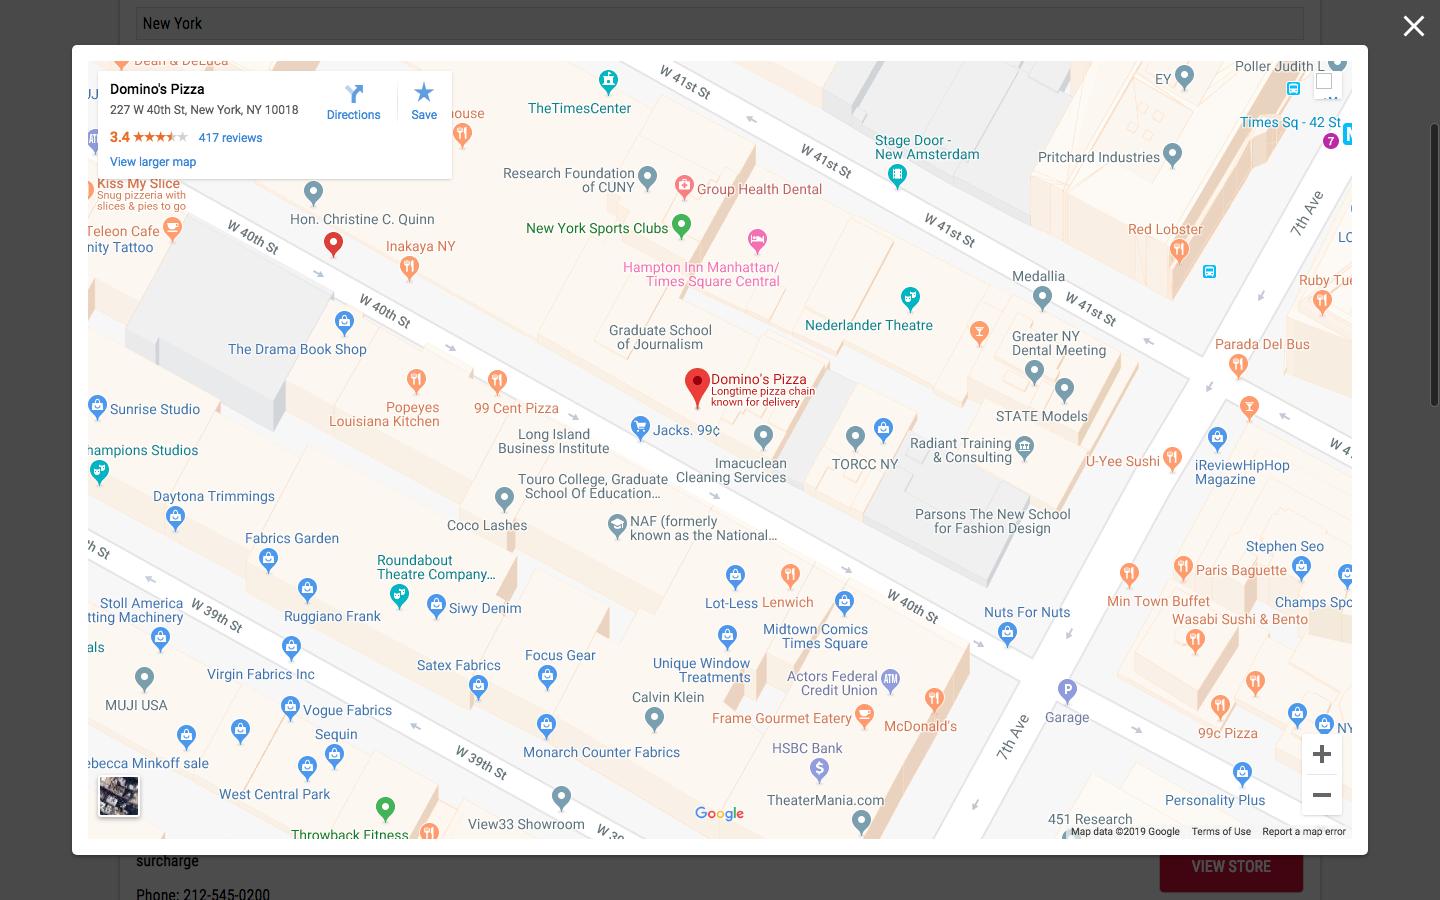 New York
Dean & DeLuca
Domino's Pizza
227 W 40th St, New York, NY 10018
3.4
417 reviews
View larger map
Directions
Save
ATM
Kiss My Slice
Snug pizzeria with
slices & pies to go
Teleon Cafe
nity Tattoo
Hon. Christine C. Quinn
Inakaya NY
W 40th St
W 40th St
The Drama Book Shop
TheTimesCenter
W 41st St
Research Foundation
of CUNY
Group Health Dental
New York Sports Clubs
Hampton Inn Manhattan/
Times Square Central
Stage Door -
New Amsterdam
W 41st St
W 41st St
EY
Poller Judith L
Times Sq - 42 St
7
Pritchard Industries
7th Ave
Red Lobster
Medallia
W 41st St
Ruby Tue
Nederlander Theatre
Graduate School
of Journalism
Greater NY
Dental Meeting
Parada Del Bus
Domino's Pizza
Longtime pizza chain
known for delivery
Sunrise Studio
Popeyes
Louisiana Kitchen
99 Cent Pizza
Long Island
Business Institute
Jacks. 99¢
Imacuclean
Cleaning Services
TORCC NY
STATE Models
Radiant Training
& Consulting
U-Yee Sushi
iReviewHipHop
Magazine
hampions Studios
Daytona Trimmings
Touro College, Graduate
School Of Education...
Coco Lashes
NAF (formerly
known as the National...
Parsons The New School
for Fashion Design
Fabrics Garden
Stephen Seo
h St
Roundabout
Theatre Company...
Paris Baguette
Stoll America
tting Machinery
W 39th St
Ruggiano Frank
Siwy Denim
Lot-Less
Lenwich
W 40th St
Nuts For Nuts
Min Town Buffet
Champs Spo
Wasabi Sushi & Bento
Midtown Comics
Times Square
als
Virgin Fabrics Inc
Satex Fabrics
Focus Gear
Unique Window
Treatments
Actors Federal
Credit Union
ATM
MUJI USA
Vogue Fabrics
Calvin Klein
Frame Gourmet Eatery
McDonald's
P
Garage
7th Ave
99c Pizza
NY
Sequin
W 39th St
Monarch Counter Fabrics
HSBC Bank
ebecca Minkoff sale
West Central Park
TheaterMania.com
Personality Plus
Throwback Fitness
View33 Showroom
W 39
Google
451 Research
Map data ©2019 Google
Terms of Use
Report a map error
surcharge
VIEW STORE
Phone: 212-545-0200